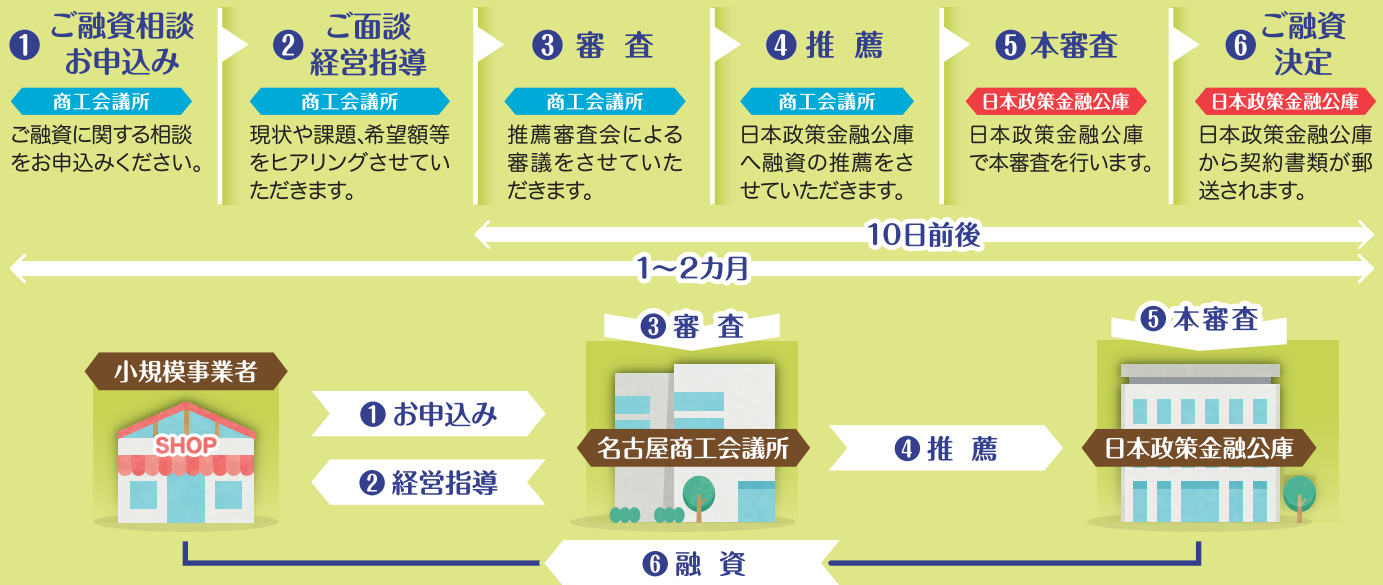 ❶ ご融資相談
お申込み
商工会議所
ご融資に関する相談
をお申込みください。
❷ ご面談
経営指導
商工会議所
現状や課題、希望額等
をヒアリングさせてい
ただきます。
❸ 審 査
商工会議所
推薦審査会による
審議をさせていた
だきます。
❹ 推 薦
商工会議所
日本政策金融公庫
へ融資の推薦をさ
せていただきます。
❺ 本審査
日本政策金融公庫
日本政策金融公庫
で本審査を行います。
❻ ご融資
決定
日本政策金融公庫
日本政策金融公庫
から契約書類が郵
送されます。
10日前後
1〜2カ月
小規模事業者
SHOP
❶ お申込み
❷ 経営指導
❸ 審 査
名古屋商工会議所
❹ 推 薦
❺ 本審査
日本政策金融公庫
❻ 融 資